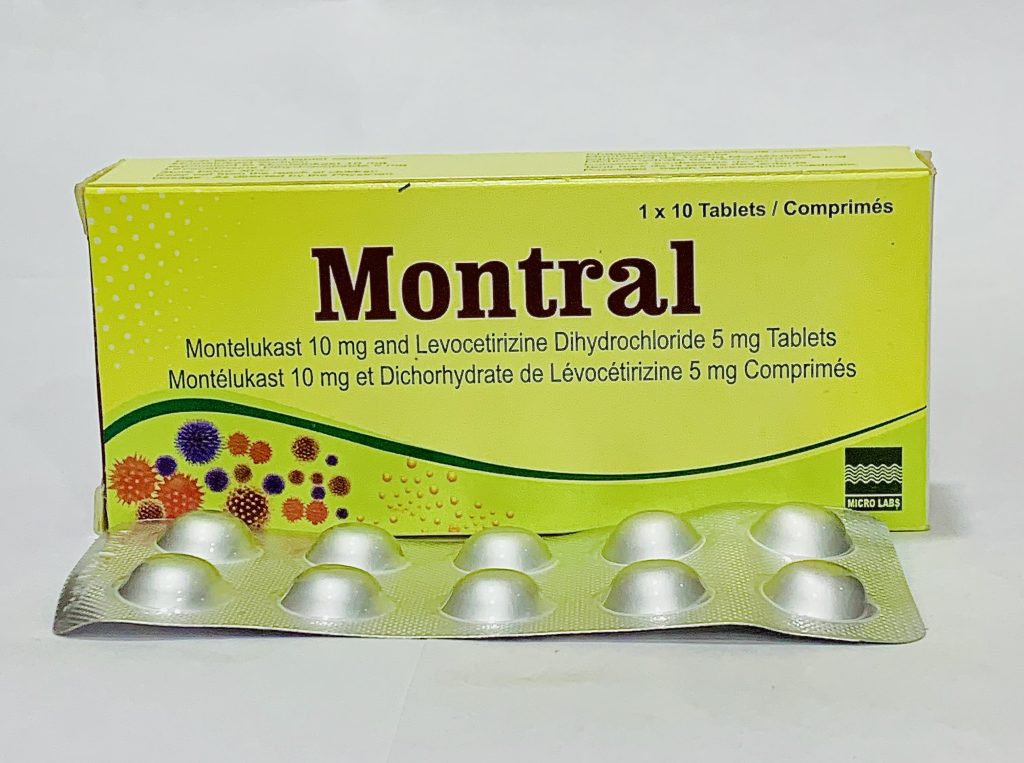 1 x 10 Tablets / Comprimés
Montral
Montelukast 10 mg and Levocetirizine Dihydrochloride 5 mg Tablets
Montélukast 10 mg et Dichorhydrate de Lévocétirizine 5 mg Comprimés
MICRO LABS